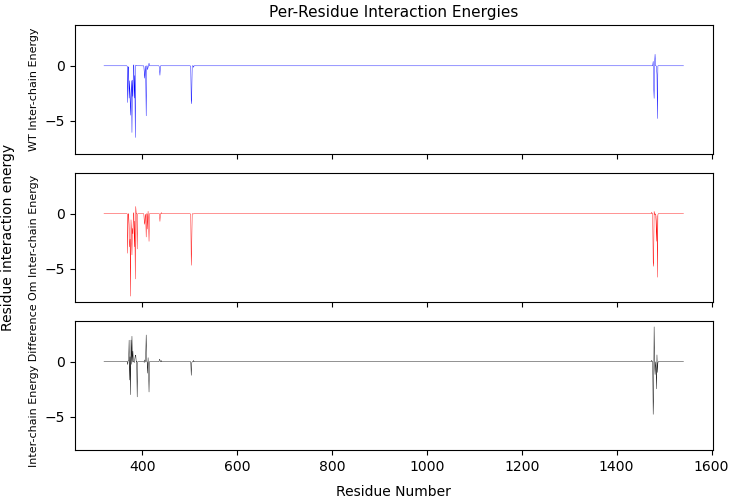 Per-Residue Interaction Energies
Residue interaction energy
WT Inter-chain Energy
0
−5
Om Inter-chain Energy
0
−5
Inter-chain Energy Difference
0
−5
400 600 800 1000 1200 1400 1600
Residue Number